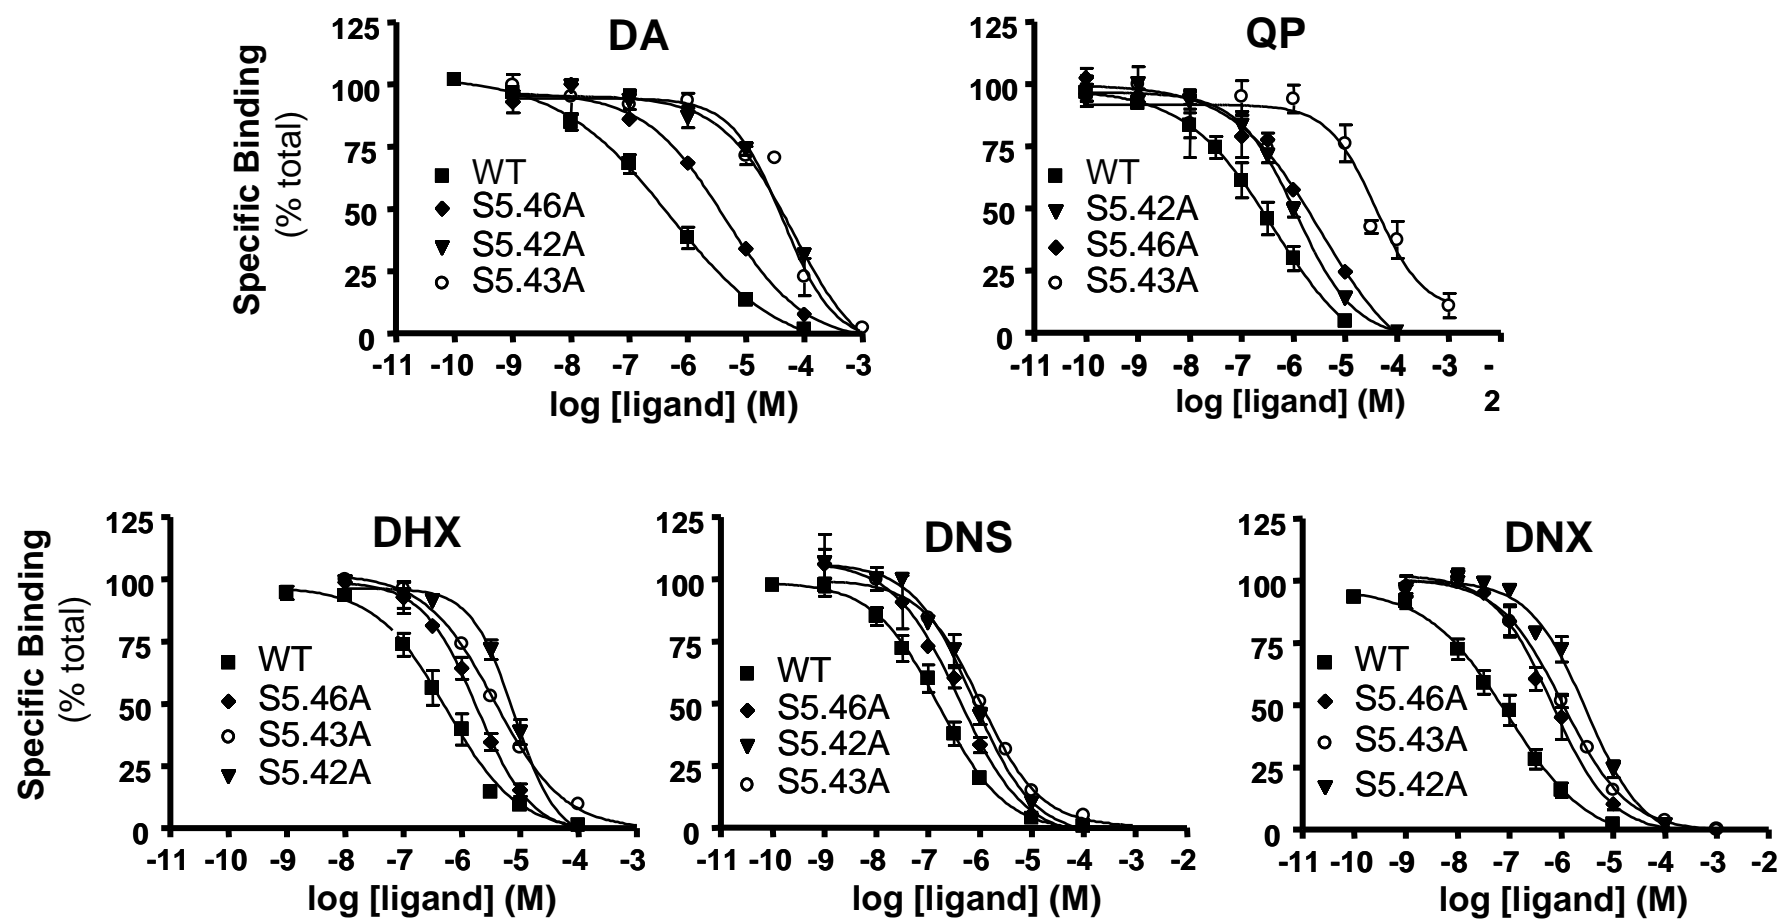 DA
Specific Binding
(% total)
125
100
75
50
25
0
WT
S5.46A
S5.42A
S5.43A
-11 -10 -9 -8 -7 -6 -5 -4 -3
log [ligand] (M)
QP
125
100
75
50
25
0
WT
S5.42A
S5.46A
S5.43A
-11 -10 -9 -8 -7 -6 -5 -4 -3 -
2
log [ligand] (M)
DHX
Specific Binding
(% total)
125
100
75
50
25
0
WT
S5.46A
S5.43A
S5.42A
-11 -10 -9 -8 -7 -6 -5 -4 -3
log [ligand] (M)
DNS
125
100
75
50
25
0
WT
S5.46A
S5.42A
S5.43A
-11 -10 -9 -8 -7 -6 -5 -4 -3 -2
log [ligand] (M)
DNX
125
100
75
50
25
0
WT
S5.46A
S5.43A
S5.42A
-11 -10 -9 -8 -7 -6 -5 -4 -3 -2
log [ligand] (M)